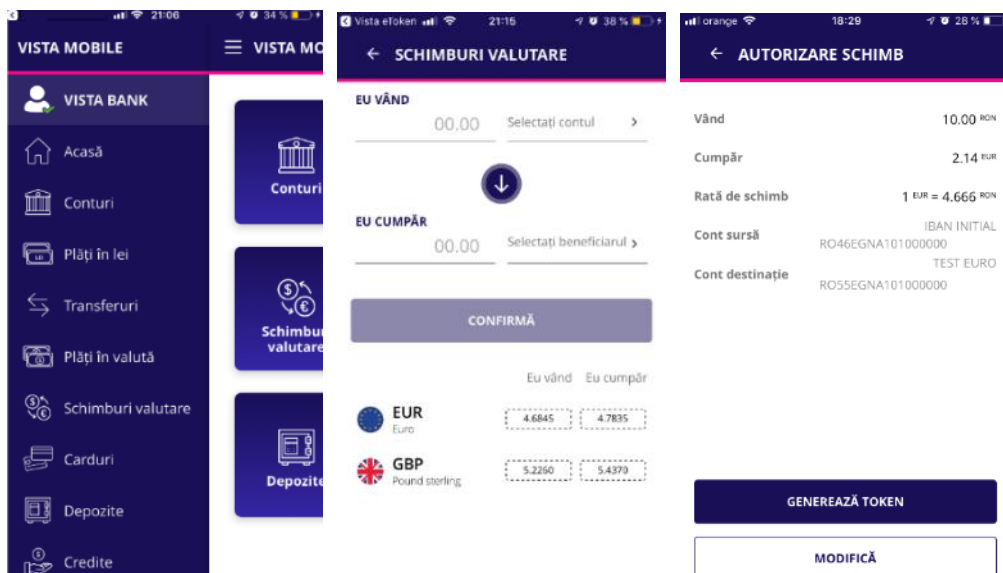 21:06
34 %
VISTA MOBILE
VISTA MO
VISTA BANK
Acasă
Conturi
Plăți în lei
Transferuri
Plăți în valută
Schimburi valutare
Carduri
Depozite
Credite
Conturi
Schimbur
valutare
Depozite
Vista eToken
21:15
38 %
SCHIMBURI VALUTARE
EU VÂND
00.00
Selectați contul
EU CUMPĂR
00.00
Selectați beneficiarul
CONFIRMĂ
Eu vând Eu cumpăr
EUR 4.6845 4.7835
Euro
GBP 5.2260 5.4370
Pound sterling
orange
18:29
28 %
AUTORIZARE SCHIMB
Vând 10.00 RON
Cumpăr 2.14 EUR
Rată de schimb 1 EUR = 4.666 RON
IBAN INITIAL
Cont sursă
RO46EGNA101000000
TEST EURO
Cont destinație
RO55EGNA101000000
GENEREAZĂ TOKEN
MODIFICĂ